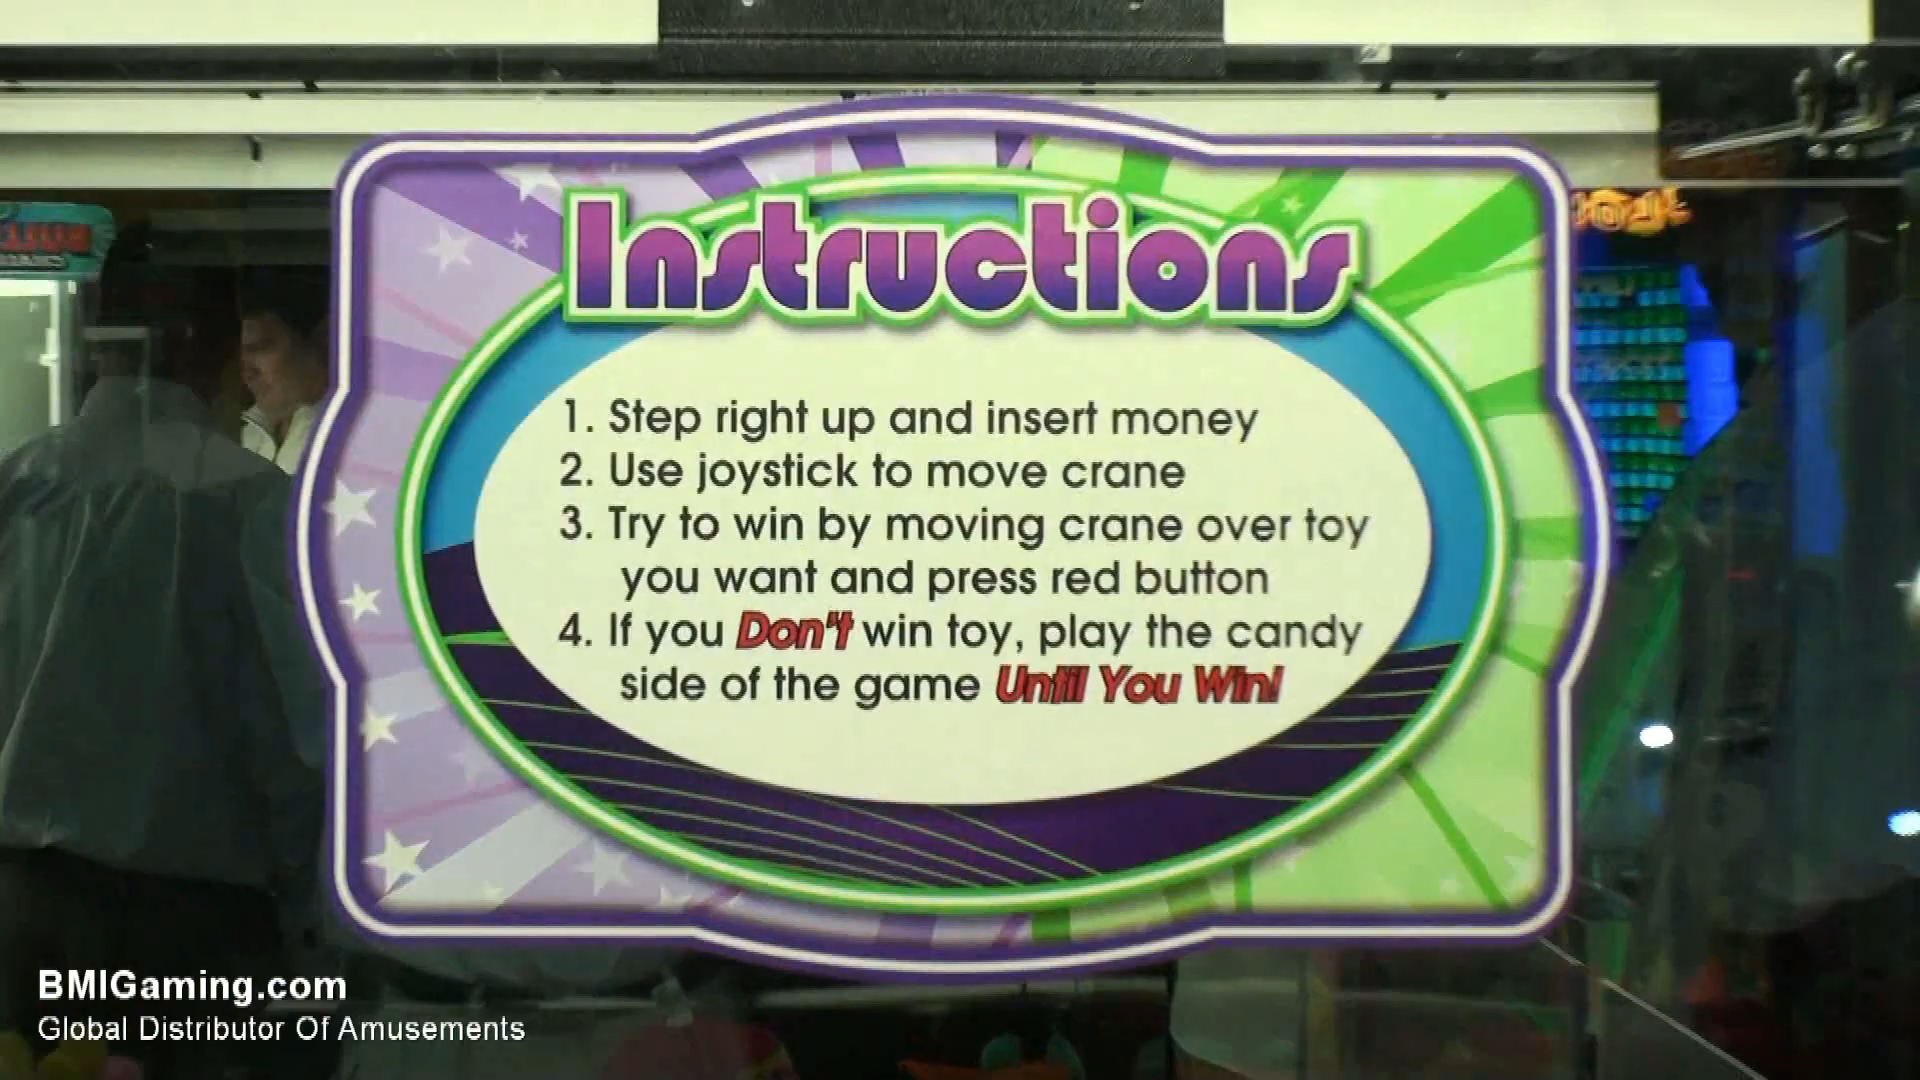 Instructions
1. Step right up and insert money
2. Use joystick to move crane
3. Try to win by moving crane over toy
you want and press red button
4. If you Don't win toy, play the candy
side of the game Until You Win!
BMIGaming.com
Global Distributor Of Amusements